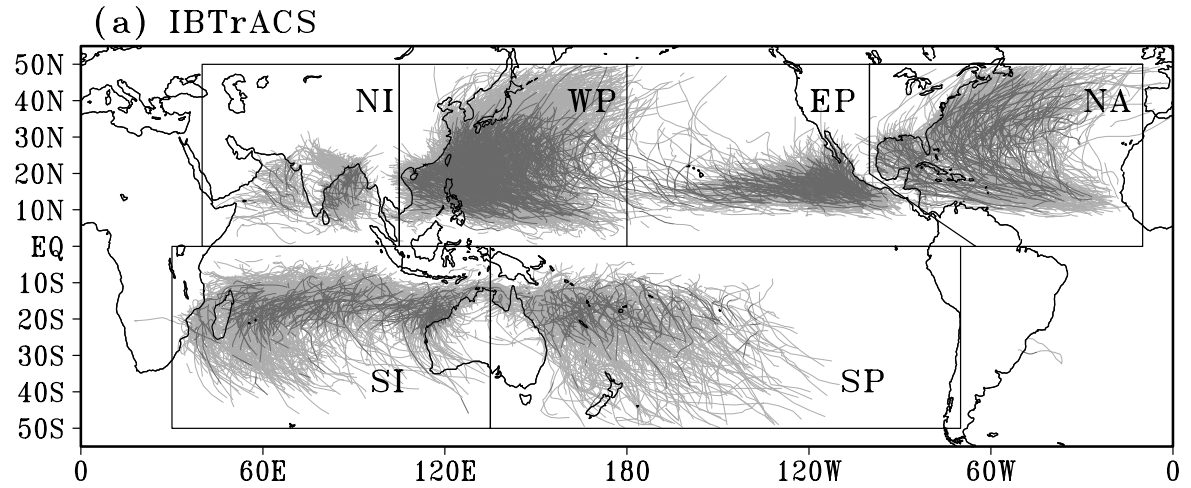 (a) IBTrACS
50N
40N
30N
20N
10N
EQ
10S
20S
30S
40S
50S
NI
WP
EP
NA
SI
SP
0 60E 120E 180 120W 60W 0